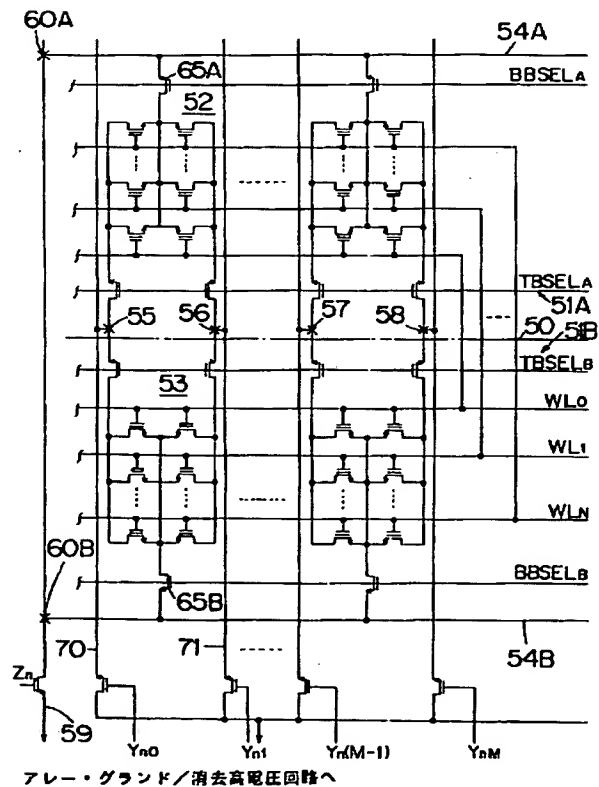 60A
54A
65A
BBSELA
52
TBSELA
51A
55
56
57
58
50
51B
TBSELB
53
WL0
WL1
WLN
60B
BBSELB
65B
70
71
54B
Zn
59
Yn0
Yn1
Yn(M-1)
YnM
アレー・グランド/消去高電圧回路へ